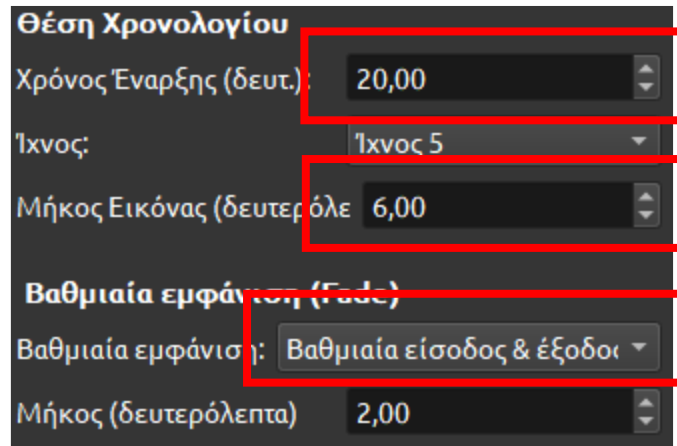 Θέση Χρονολογίου
Χρόνος Έναρξης (δευτ.): 20,00
Ίχνος: Ίχνος 5
Μήκος Εικόνας (δευτερόλε 6,00
Βαθμιαία εμφάνιση (Fade)
Βαθμιαία εμφάνιση: Βαθμιαία είσοδος & έξοδος
Μήκος (δευτερόλεπτα) 2,00